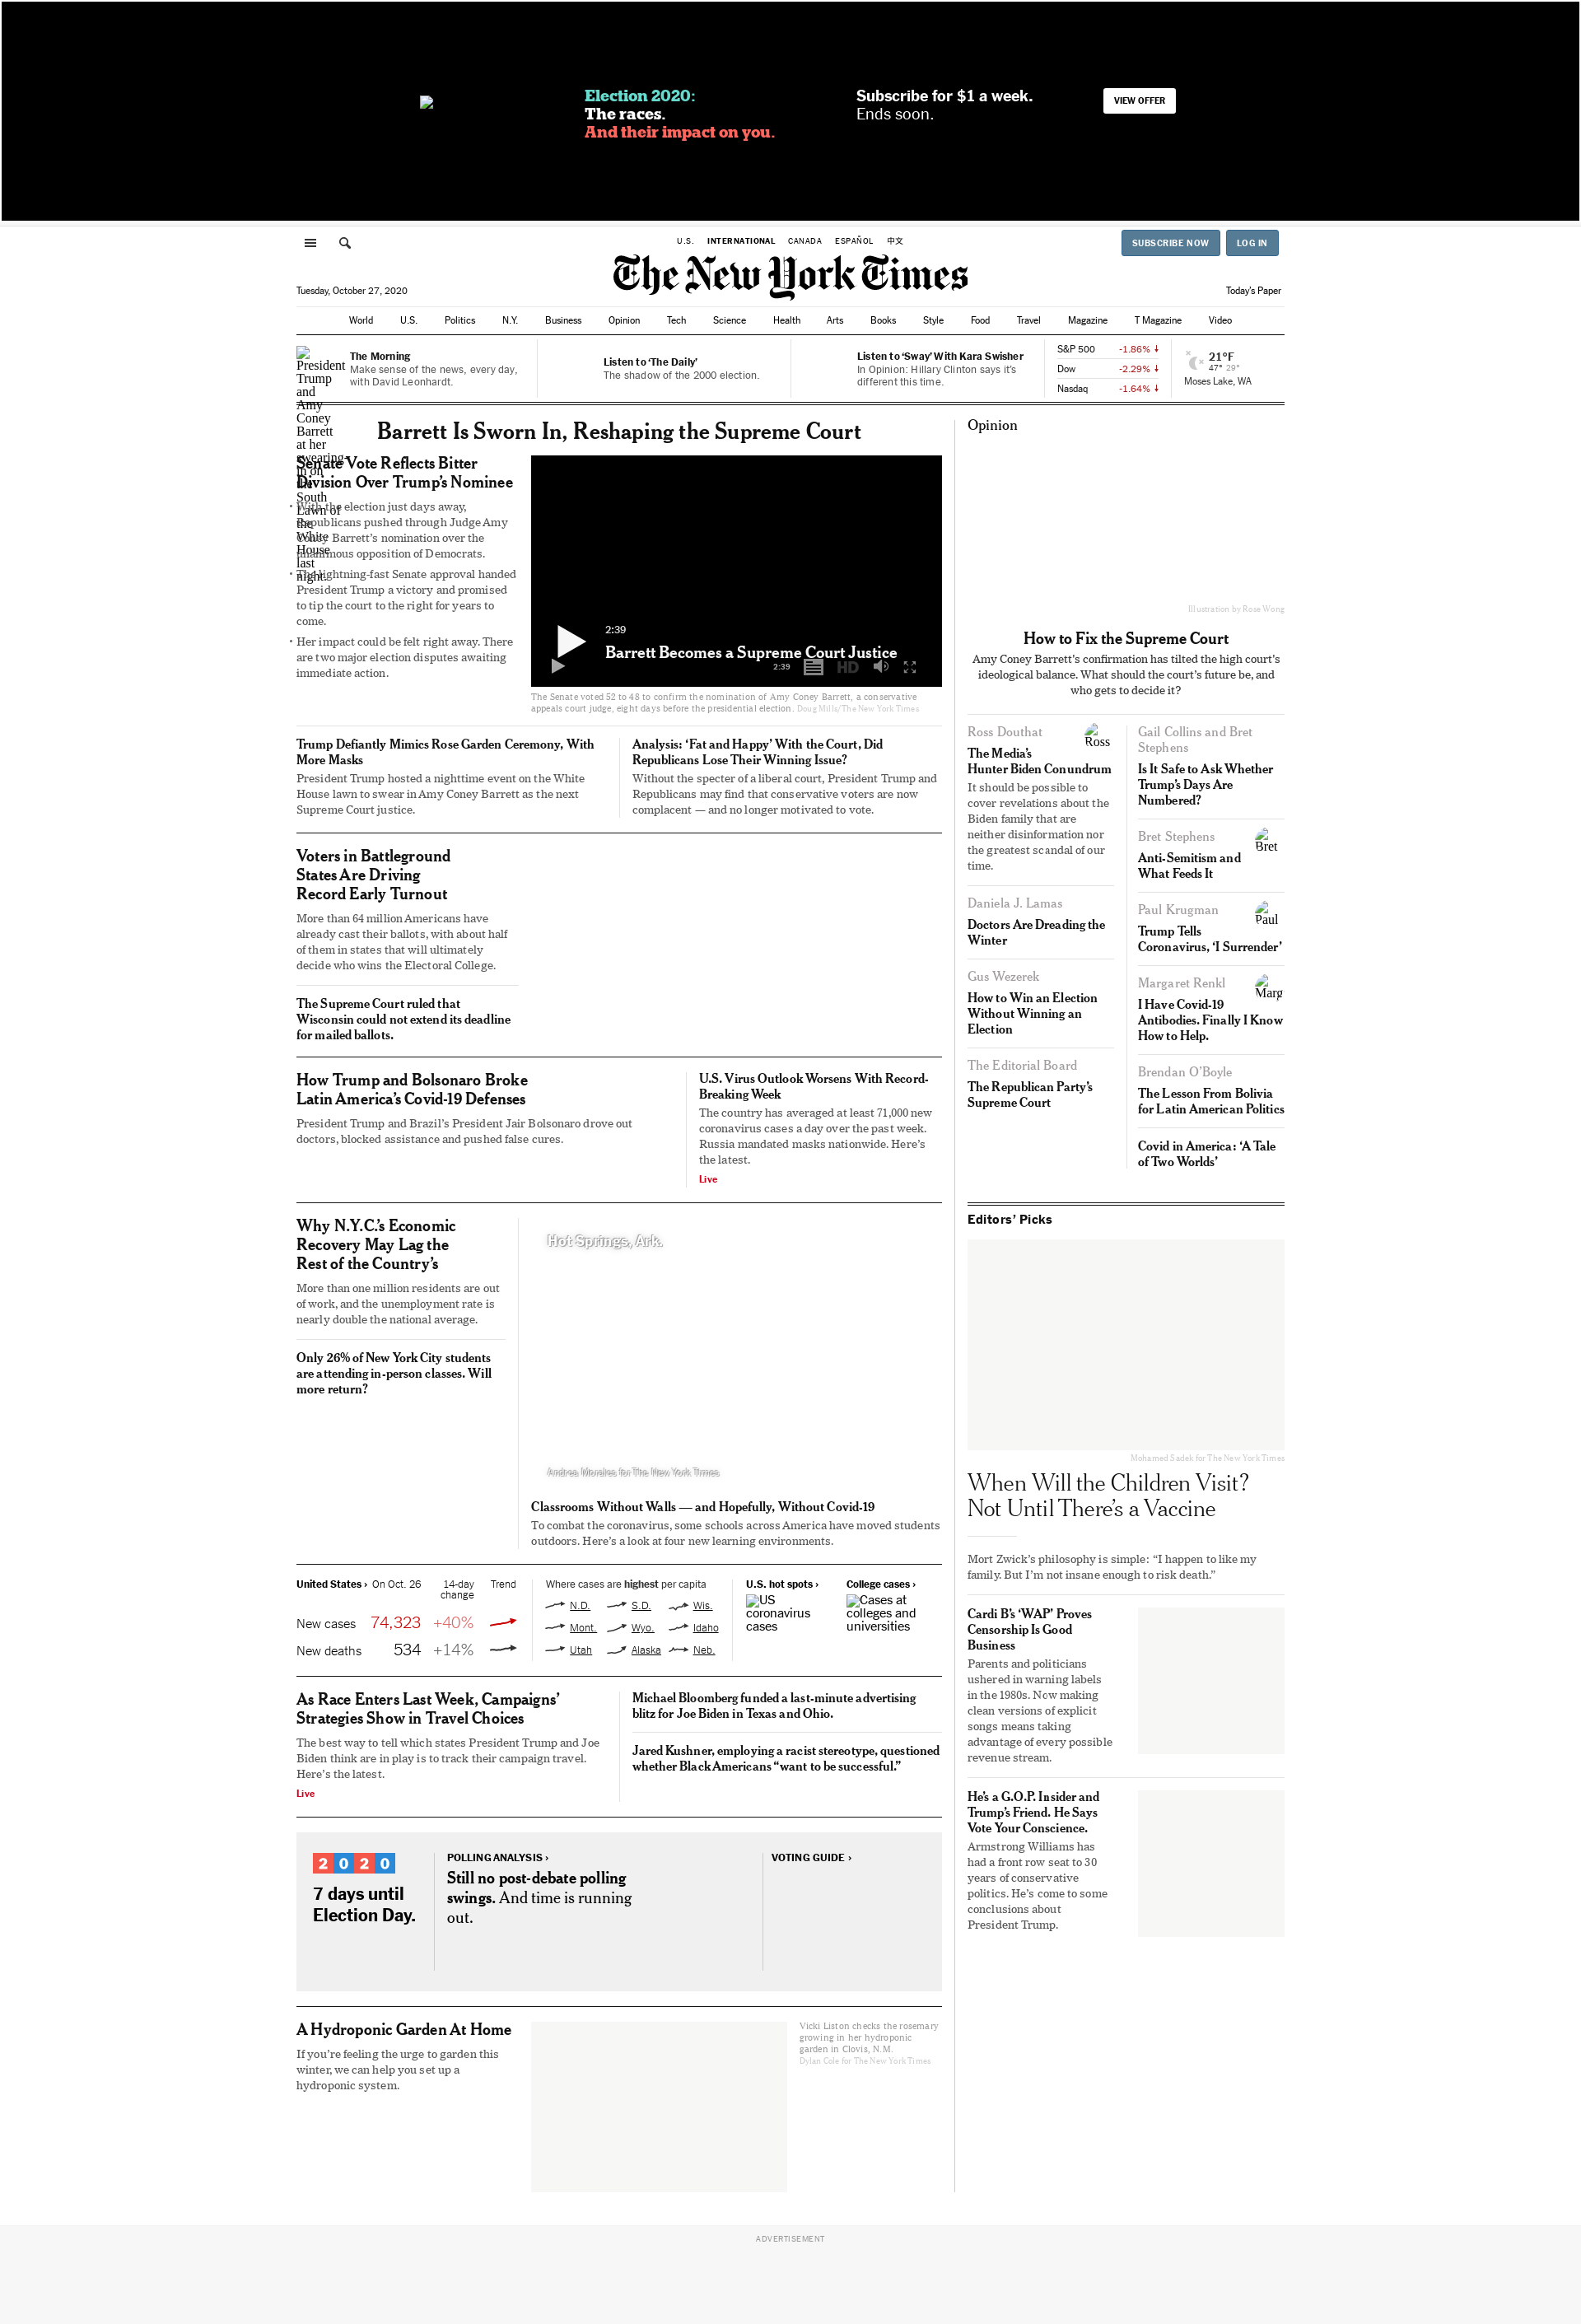 Election 2020:
The races.
And their impact on you.
Subscribe for $1 a week.
Ends soon.
VIEW OFFER
U.S.
INTERNATIONAL
CANADA
ESPAÑOL
中文
SUBSCRIBE NOW
LOG IN
The New York Times
Tuesday, October 27, 2020
Today's Paper
World
U.S.
Politics
N.Y.
Business
Opinion
Tech
Science
Health
Arts
Books
Style
Food
Travel
Magazine
T Magazine
Video
President
Trump
and
Amy
Coney
Barrett
at her
swearing-
in on
the
South
Lawn of
the
White
House
last
night.
The Morning
Make sense of the news, every day,
with David Leonhardt.
Listen to ‘The Daily’
The shadow of the 2000 election.
Listen to ‘Sway’ With Kara Swisher
In Opinion: Hillary Clinton says it's
different this time.
S&P 500 -1.86%
Dow -2.29%
Nasdaq -1.64%
21°F
47° 29°
Moses Lake, WA
Barrett Is Sworn In, Reshaping the Supreme Court
Senate Vote Reflects Bitter
Division Over Trump’s Nominee
• With the election just days away,
Republicans pushed through Judge Amy
Coney Barrett’s nomination over the
unanimous opposition of Democrats.
• The lightning-fast Senate approval handed
President Trump a victory and promised
to tip the court to the right for years to
come.
• Her impact could be felt right away. There
are two major election disputes awaiting
immediate action.
2:39
Barrett Becomes a Supreme Court Justice
2:39
HD
The Senate voted 52 to 48 to confirm the nomination of Amy Coney Barrett, a conservative
appeals court judge, eight days before the presidential election. Doug Mills/The New York Times
Trump Defiantly Mimics Rose Garden Ceremony, With
More Masks
President Trump hosted a nighttime event on the White
House lawn to swear in Amy Coney Barrett as the next
Supreme Court justice.
Analysis: ‘Fat and Happy’ With the Court, Did
Republicans Lose Their Winning Issue?
Without the specter of a liberal court, President Trump and
Republicans may find that conservative voters are now
complacent — and no longer motivated to vote.
Voters in Battleground
States Are Driving
Record Early Turnout
More than 64 million Americans have
already cast their ballots, with about half
of them in states that will ultimately
decide who wins the Electoral College.
The Supreme Court ruled that
Wisconsin could not extend its deadline
for mailed ballots.
How Trump and Bolsonaro Broke
Latin America’s Covid-19 Defenses
President Trump and Brazil’s President Jair Bolsonaro drove out
doctors, blocked assistance and pushed false cures.
U.S. Virus Outlook Worsens With Record-
Breaking Week
The country has averaged at least 71,000 new
coronavirus cases a day over the past week.
Russia mandated masks nationwide. Here’s
the latest.
Live
Why N.Y.C.’s Economic
Recovery May Lag the
Rest of the Country’s
More than one million residents are out
of work, and the unemployment rate is
nearly double the national average.
Only 26% of New York City students
are attending in-person classes. Will
more return?
Hot Springs, Ark.
Andrea Morales for The New York Times
Classrooms Without Walls — and Hopefully, Without Covid-19
To combat the coronavirus, some schools across America have moved students
outdoors. Here’s a look at four new learning environments.
United States › On Oct. 26 14-day Trend
change
New cases 74,323 +40%
New deaths 534 +14%
Where cases are highest per capita
N.D. S.D. Wis.
Mont. Wyo. Idaho
Utah Alaska Neb.
U.S. hot spots ›
US
coronavirus
cases
College cases ›
Cases at
colleges and
universities
As Race Enters Last Week, Campaigns’
Strategies Show in Travel Choices
The best way to tell which states President Trump and Joe
Biden think are in play is to track their campaign travel.
Here’s the latest.
Live
Michael Bloomberg funded a last-minute advertising
blitz for Joe Biden in Texas and Ohio.
Jared Kushner, employing a racist stereotype, questioned
whether Black Americans “want to be successful.”
2020
7 days until
Election Day.
POLLING ANALYSIS ›
Still no post-debate polling
swings. And time is running
out.
VOTING GUIDE ›
A Hydroponic Garden At Home
If you’re feeling the urge to garden this
winter, we can help you set up a
hydroponic system.
Vicki Liston checks the rosemary
growing in her hydroponic
garden in Clovis, N.M.
Dylan Cole for The New York Times
Opinion
Illustration by Rose Wong
How to Fix the Supreme Court
Amy Coney Barrett’s confirmation has tilted the high court’s
ideological balance. What should the court’s future be, and
who gets to decide it?
Ross Douthat
Ross
The Media’s
Hunter Biden Conundrum
It should be possible to
cover revelations about the
Biden family that are
neither disinformation nor
the greatest scandal of our
time.
Daniela J. Lamas
Doctors Are Dreading the
Winter
Gus Wezerek
How to Win an Election
Without Winning an
Election
The Editorial Board
The Republican Party’s
Supreme Court
Gail Collins and Bret
Stephens
Is It Safe to Ask Whether
Trump’s Days Are
Numbered?
Bret Stephens
Bret
Anti-Semitism and
What Feeds It
Paul Krugman
Paul
Trump Tells
Coronavirus, ‘I Surrender’
Margaret Renkl
Marg
I Have Covid-19
Antibodies. Finally I Know
How to Help.
Brendan O’Boyle
The Lesson From Bolivia
for Latin American Politics
Covid in America: ‘A Tale
of Two Worlds’
Editors’ Picks
Mohamed Sadek for The New York Times
When Will the Children Visit?
Not Until There’s a Vaccine
Mort Zwick’s philosophy is simple: “I happen to like my
family. But I’m not insane enough to risk death.”
Cardi B’s ‘WAP’ Proves
Censorship Is Good
Business
Parents and politicians
ushered in warning labels
in the 1980s. Now making
clean versions of explicit
songs means taking
advantage of every possible
revenue stream.
He’s a G.O.P. Insider and
Trump’s Friend. He Says
Vote Your Conscience.
Armstrong Williams has
had a front row seat to 30
years of conservative
politics. He’s come to some
conclusions about
President Trump.
ADVERTISEMENT